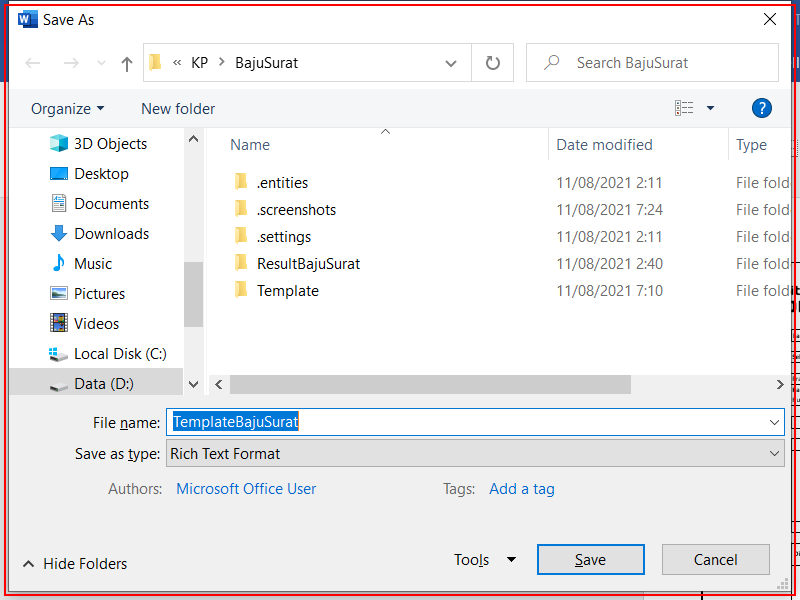 Save As
« KP > BajuSurat
Search BajuSurat
Organize
New folder
?
3D Objects
Desktop
Documents
Downloads
Music
Pictures
Videos
Local Disk (C:)
Data (D:)
Name Date modified Type
.entities 11/08/2021 2:11 File fold
.screenshots 11/08/2021 7:24 File fold
.settings 11/08/2021 2:11 File fold
ResultBajuSurat 11/08/2021 2:40 File fold
Template 11/08/2021 7:10 File fold
File name: TemplateBajuSurat
Save as type: Rich Text Format
Authors: Microsoft Office User
Tags: Add a tag
Hide Folders
Tools
Save
Cancel